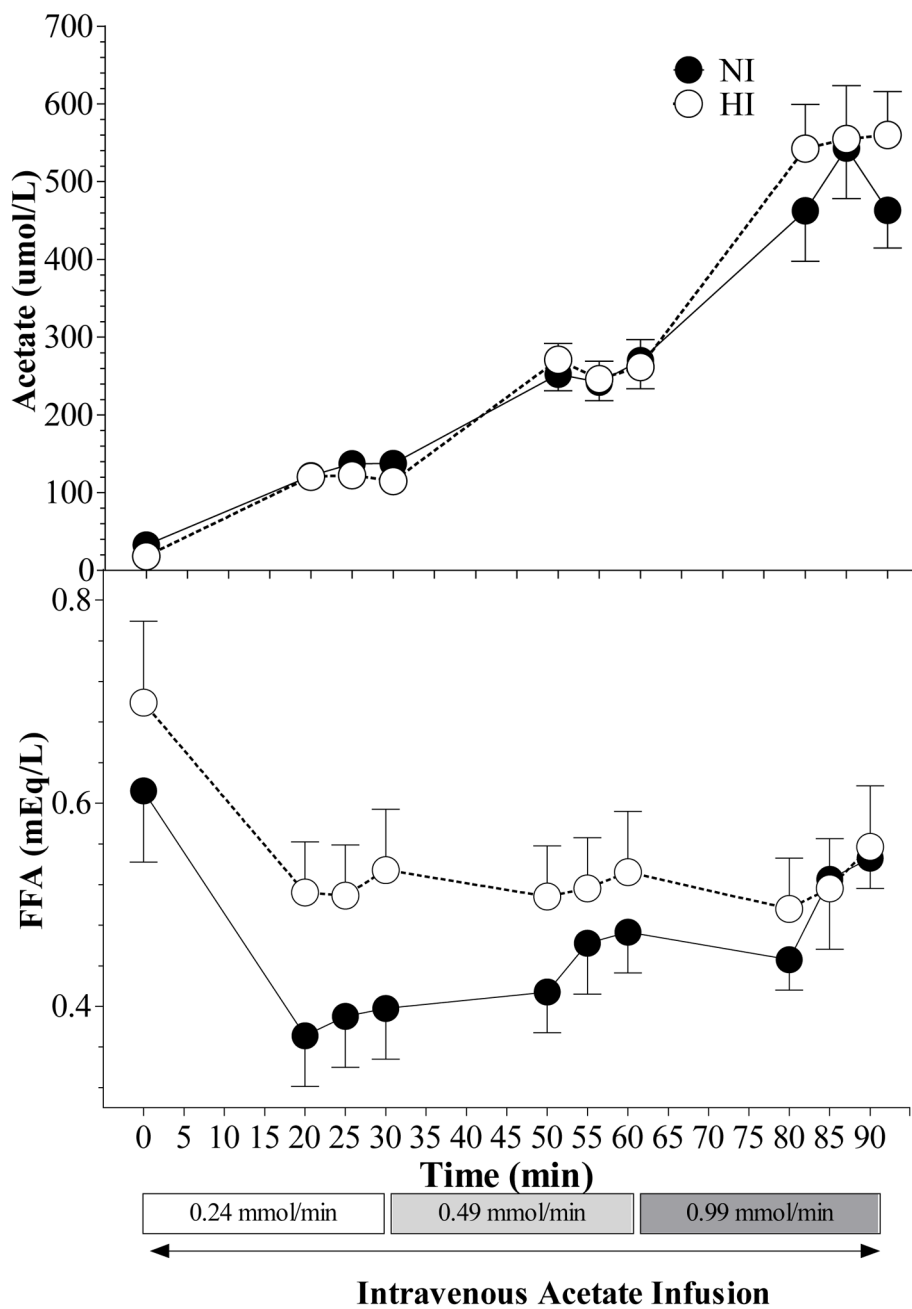 700
600
500
400
300
200
100
0
Acetate (umol/L)
NI
HI
0.8
0.6
0.4
FFA (mEq/L)
0 5 10 15 20 25 30 35 40 45 50 55 60 65 70 75 80 85 90
Time (min)
0.24 mmol/min 0.49 mmol/min 0.99 mmol/min
Intravenous Acetate Infusion